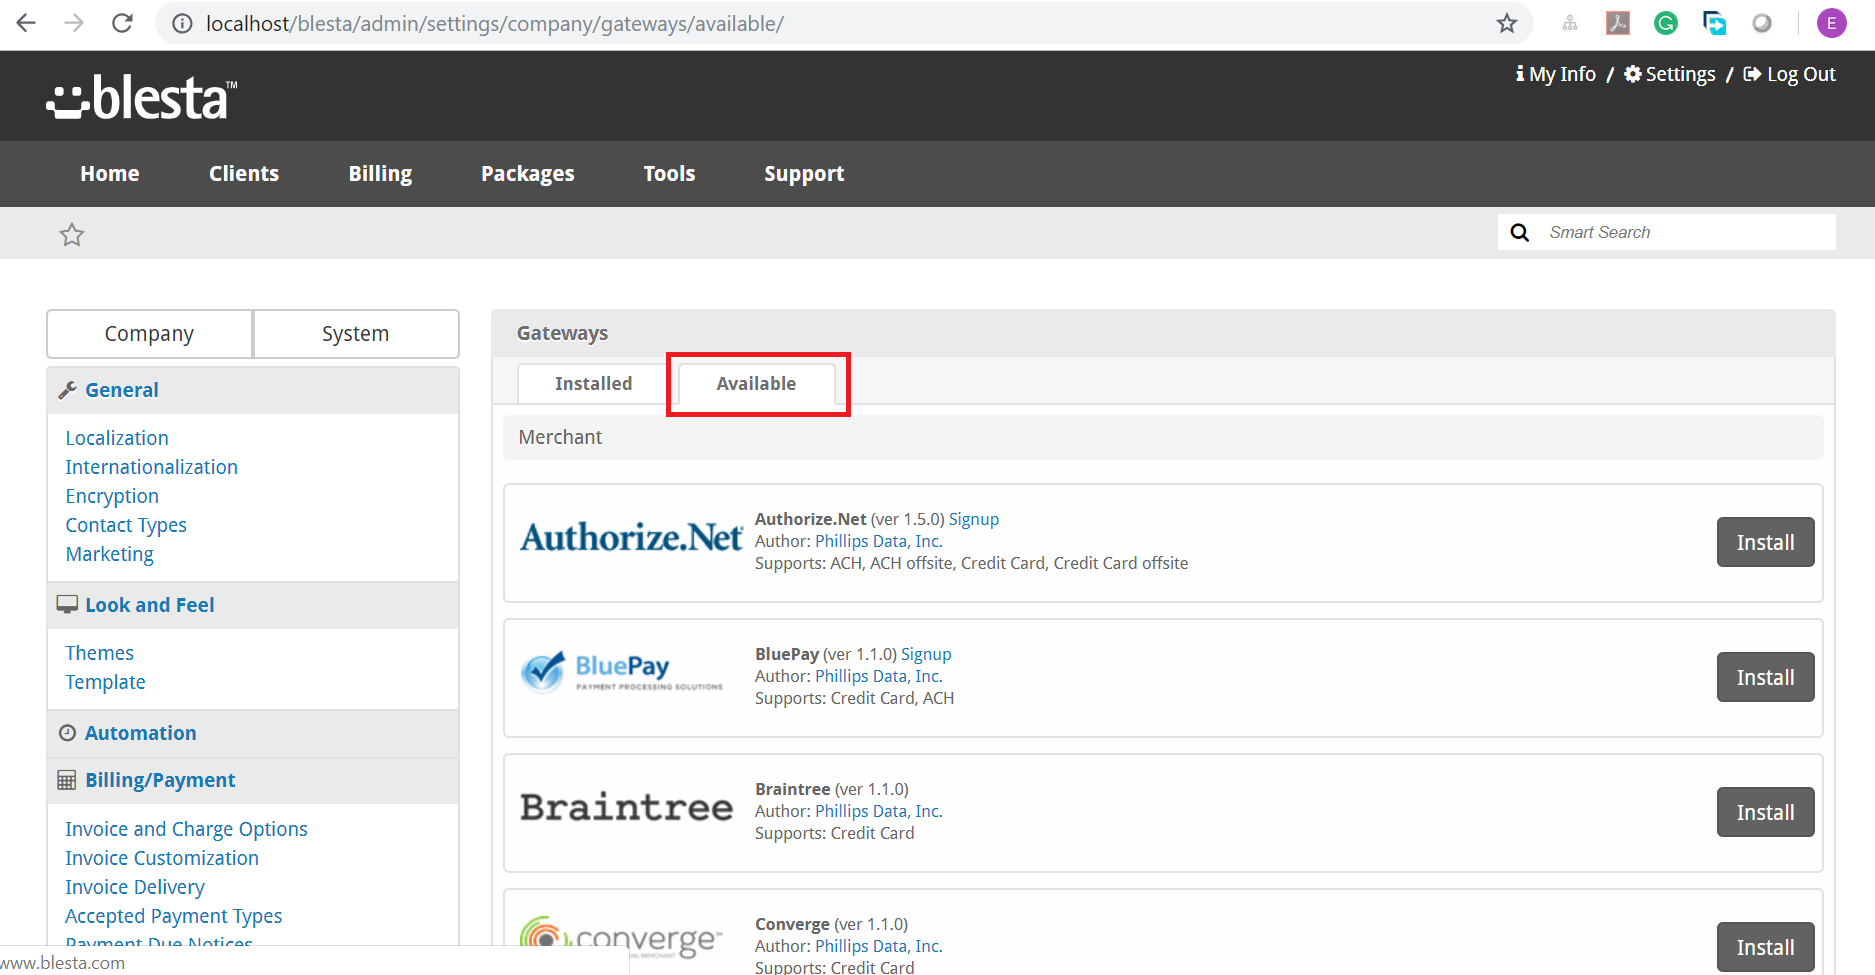 localhost/blesta/admin/settings/company/gateways/available/
E
blesta™
My Info / Settings / Log Out
Home Clients Billing Packages Tools Support
Smart Search
Company System
General
Localization
Internationalization
Encryption
Contact Types
Marketing
Look and Feel
Themes
Template
Automation
Billing/Payment
Invoice and Charge Options
Invoice Customization
Invoice Delivery
Accepted Payment Types
Payment Due Notices
www.blesta.com
Gateways
Installed Available
Merchant
Authorize.Net
Authorize.Net (ver 1.5.0) Signup
Author: Phillips Data, Inc.
Supports: ACH, ACH offsite, Credit Card, Credit Card offsite
Install
BluePay
PAYMENT PROCESSING SOLUTIONS
BluePay (ver 1.1.0) Signup
Author: Phillips Data, Inc.
Supports: Credit Card, ACH
Install
Braintree
Braintree (ver 1.1.0)
Author: Phillips Data, Inc.
Supports: Credit Card
Install
converge™
MERCHANT
Converge (ver 1.1.0)
Author: Phillips Data, Inc.
Supports: Credit Card
Install